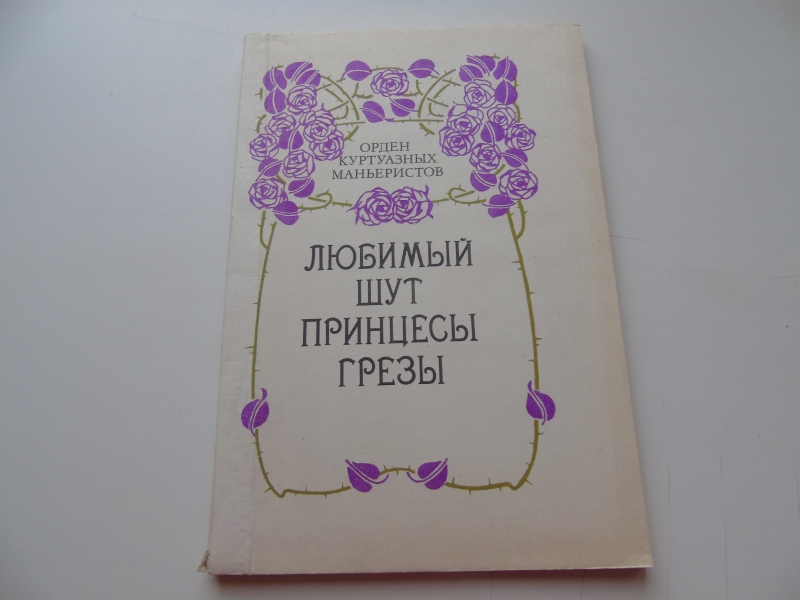 ОРДЕН
КУРТУАЗНЫХ
МАНЬЕРИСТОВ
ЛЮБИМЫЙ
ШУТ
ПРИНЦЕСЫ
ГРЕЗЫ